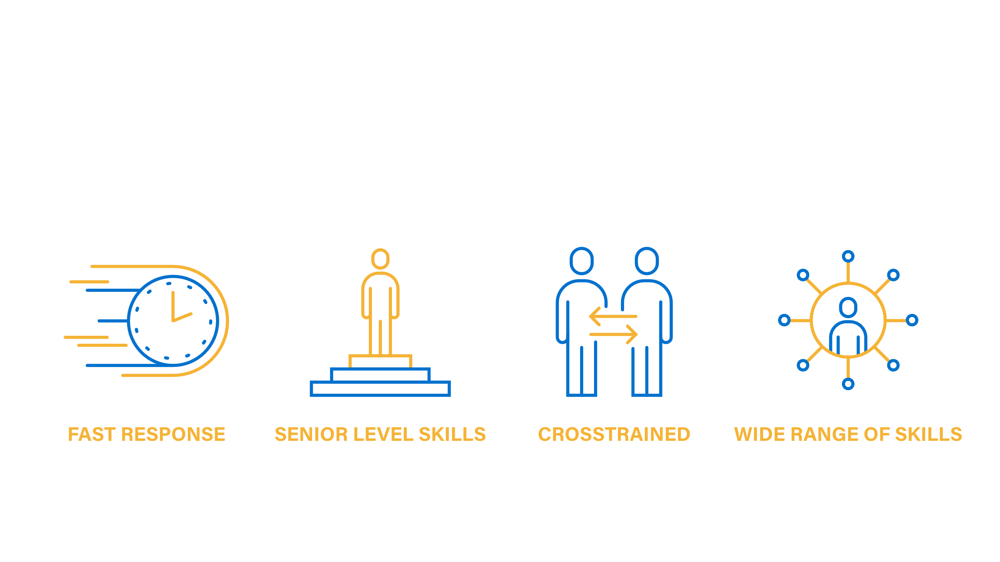 FAST RESPONSE
SENIOR LEVEL SKILLS
CROSSTRAINED
WIDE RANGE OF SKILLS